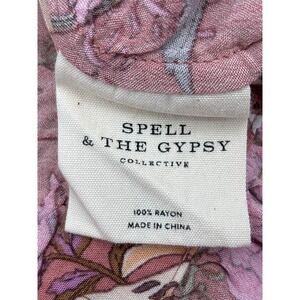 SPELL
& THE GYPSY
COLLECTIVE
100% RAYON
MADE IN CHINA